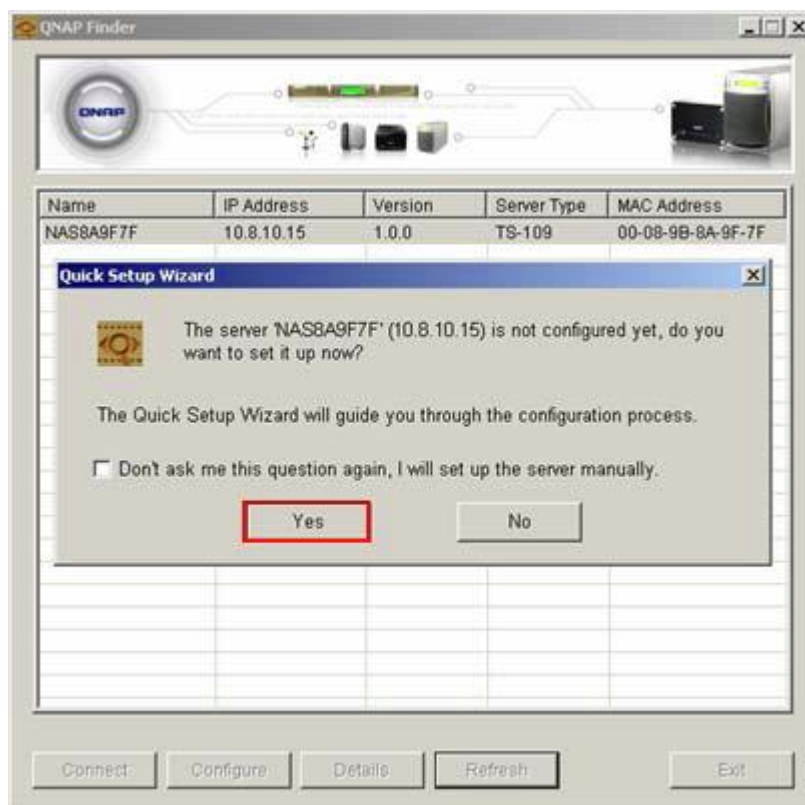 QNAP Finder
QNAP
Name IP Address Version Server Type MAC Address
NAS8A9F7F 10.8.10.15 1.0.0 TS-109 00-08-9B-8A-9F-7F
Quick Setup Wizard
The server 'NAS8A9F7F' (10.8.10.15) is not configured yet, do you
want to set it up now?
The Quick Setup Wizard will guide you through the configuration process.
Don't ask me this question again, I will set up the server manually.
Yes No
Connect Configure Details Refresh Exit